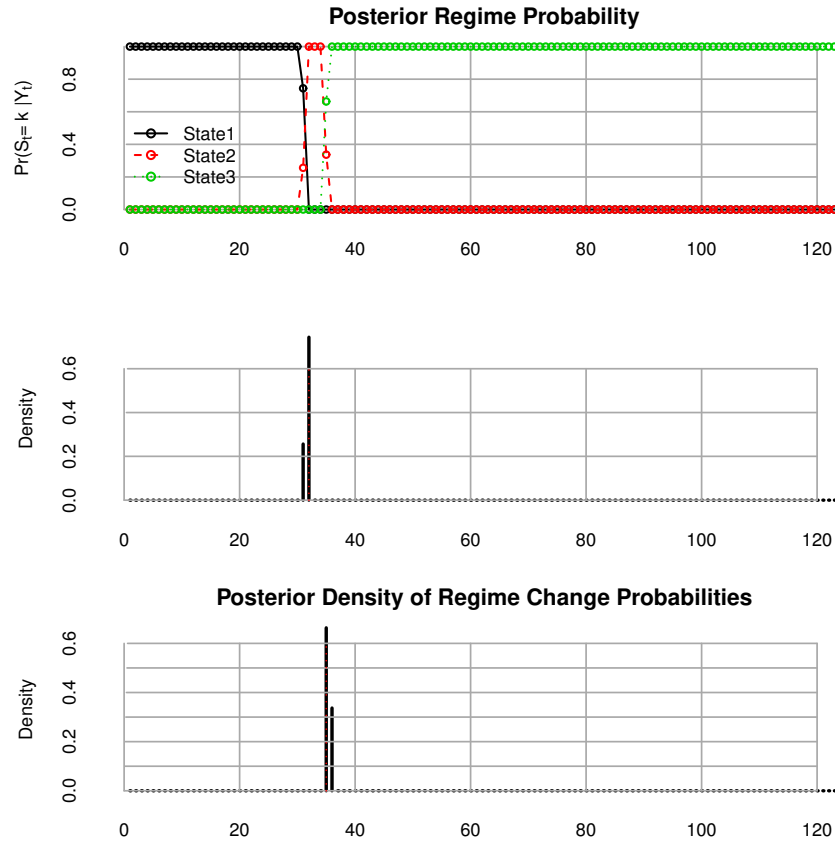 Posterior Regime Probability
Pr(St= k |Yt)
0.0 0.4 0.8
State1
State2
State3
0 20 40 60 80 100 120
Density
0.0 0.2 0.4 0.6
0 20 40 60 80 100 120
Posterior Density of Regime Change Probabilities
Density
0.0 0.2 0.4 0.6
0 20 40 60 80 100 120